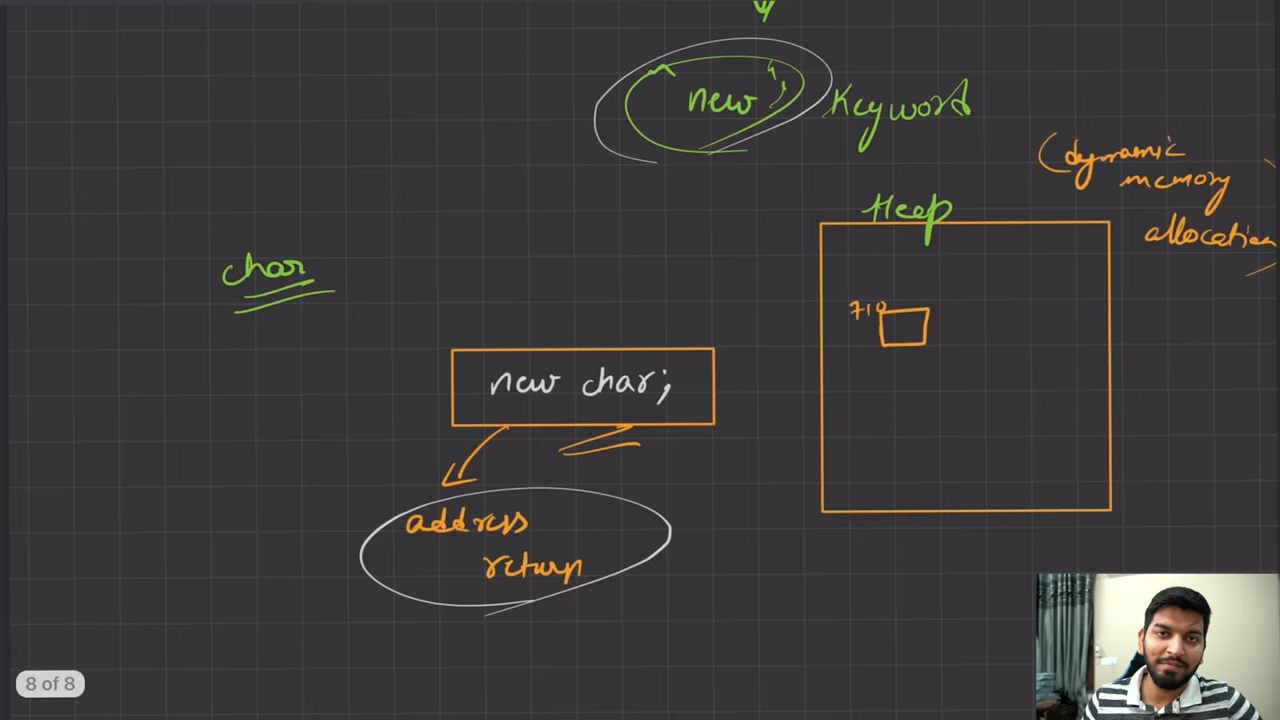 new
Keyword
(dynamic
memory
allocation
Heap
char
710
new char;
address
return
8 of 8